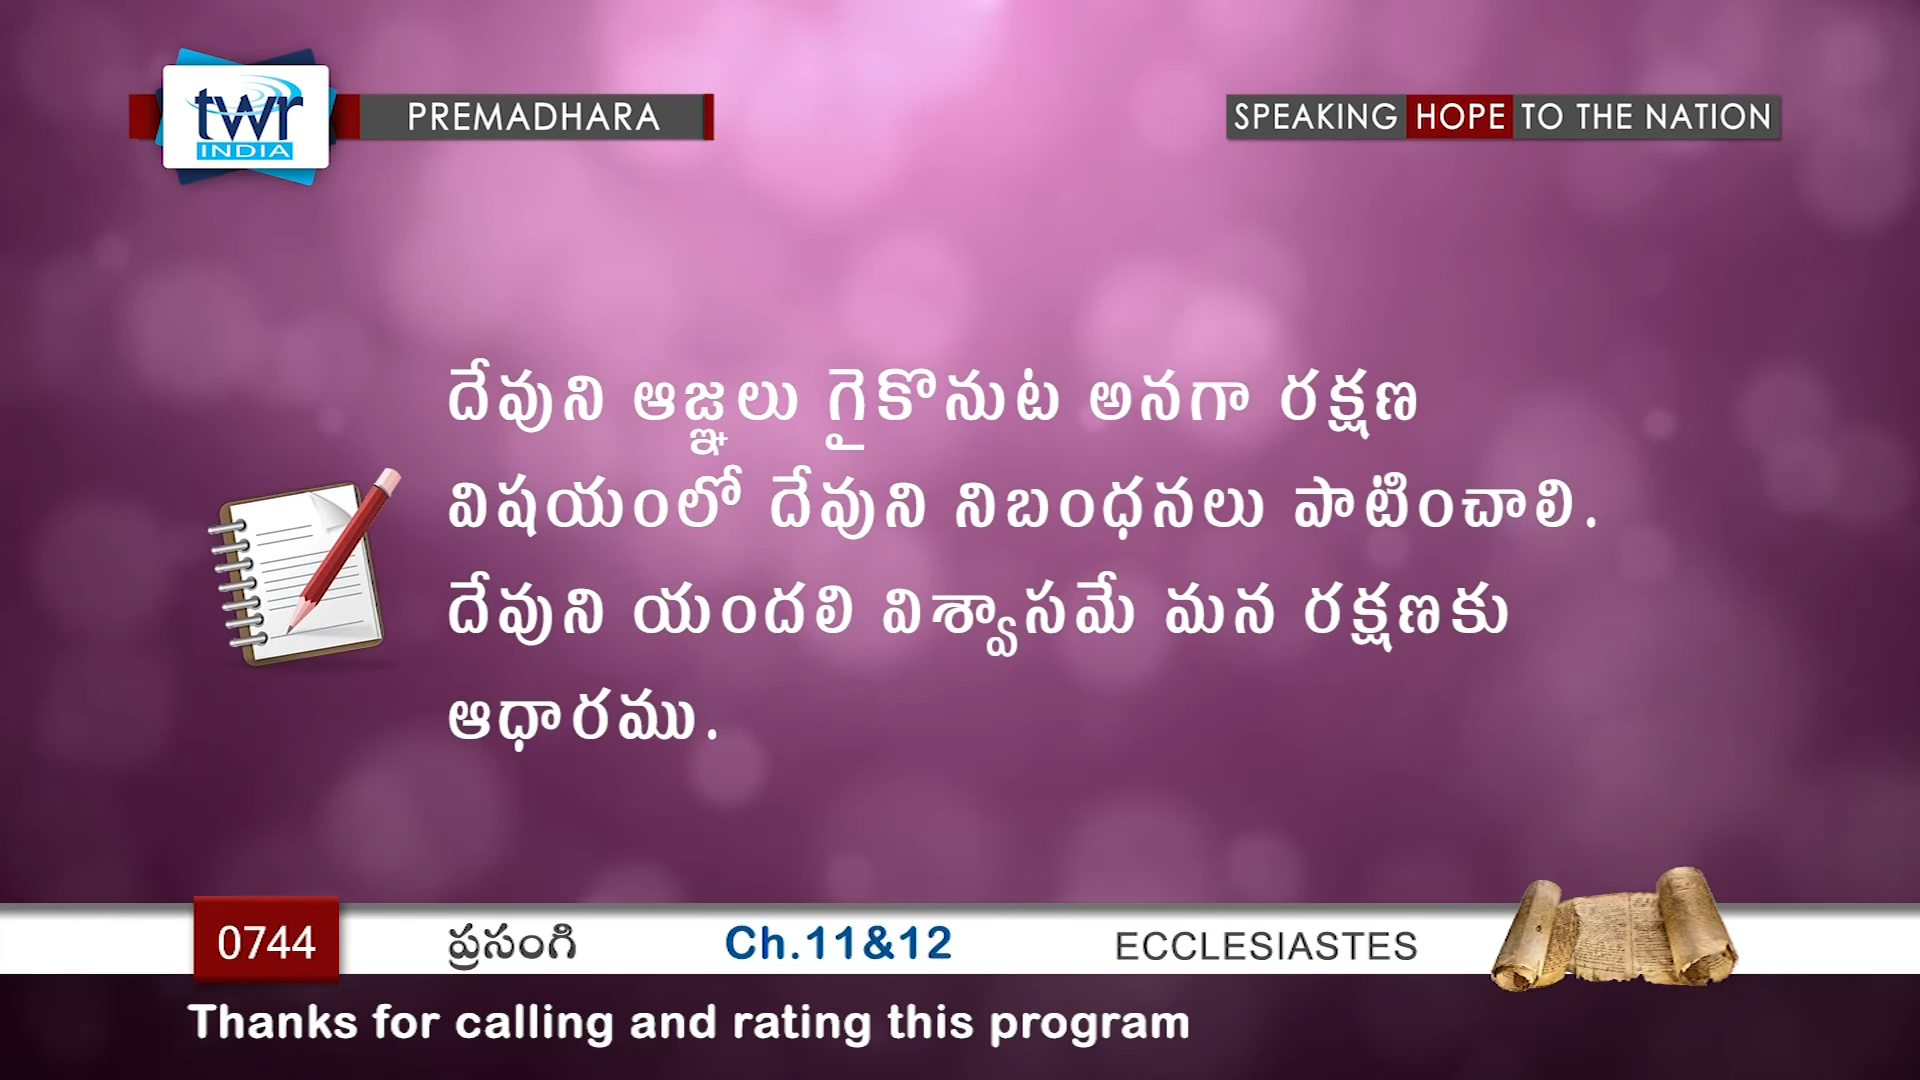 twr
INDIA
PREMADHARA
SPEAKING HOPE TO THE NATION
దేవుని ఆజ్ఞలు గైకొనుట అనగా రక్షణ
విషయంలో దేవుని నిబంధనలు పాటించాలి.
దేవుని యందలి విశ్వాసమే మన రక్షణకు
ఆధారము.
0744 ప్రసంగి Ch.11&12 ECCLESIASTES
Thanks for calling and rating this program